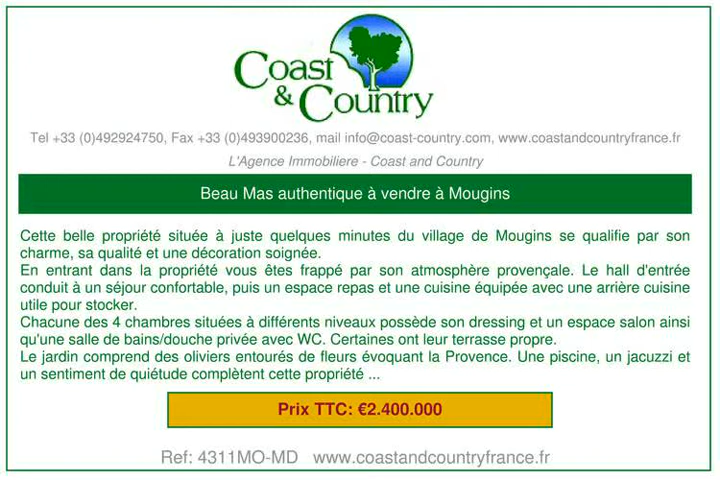 Coast
& Country
Tel +33 (0)492924750, Fax +33 (0)493900236, mail info@coast-country.com, www.coastandcountryfrance.fr
L'Agence Immobiliere - Coast and Country
Beau Mas authentique à vendre à Mougins
Cette belle propriété située à juste quelques minutes du village de Mougins se qualifie par son
charme, sa qualité et une décoration soignée.
En entrant dans la propriété vous êtes frappé par son atmosphère provençale. Le hall d'entrée
conduit à un séjour confortable, puis un espace repas et une cuisine équipée avec une arrière cuisine
utile pour stocker.
Chacune des 4 chambres situées à différents niveaux possède son dressing et un espace salon ainsi
qu'une salle de bains/douche privée avec WC. Certaines ont leur terrasse propre.
Le jardin comprend des oliviers entourés de fleurs évoquant la Provence. Une piscine, un jacuzzi et
un sentiment de quiétude complètent cette propriété ...
Prix TTC: €2.400.000
Ref: 4311MO-MD www.coastandcountryfrance.fr